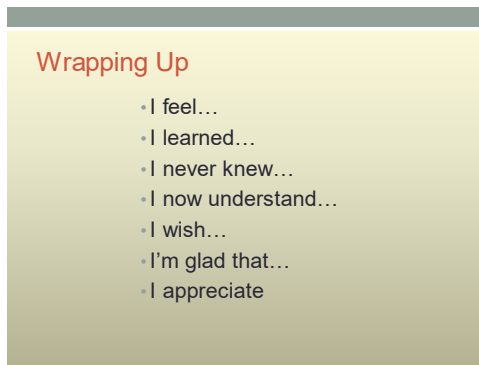 Wrapping Up
• I feel…
• I learned…
• I never knew…
• I now understand…
• I wish…
• I’m glad that…
• I appreciate